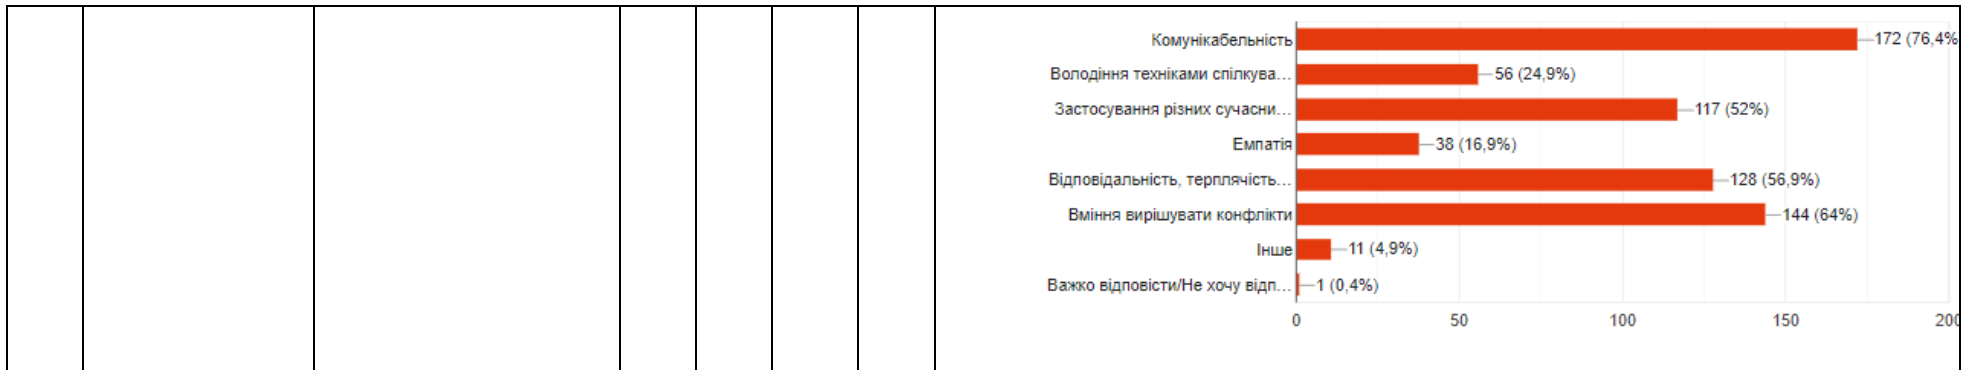 Комунікабельність 172 (76,4%
Володіння техніками спілкува... 56 (24,9%)
Застосування різних сучасни... 117 (52%)
Емпатія 38 (16,9%)
Відповідальність, терплячість... 128 (56,9%)
Вміння вирішувати конфлікти 144 (64%)
Інше 11 (4,9%)
Важко відповісти/Не хочу відп... 1 (0,4%)
0 50 100 150 200